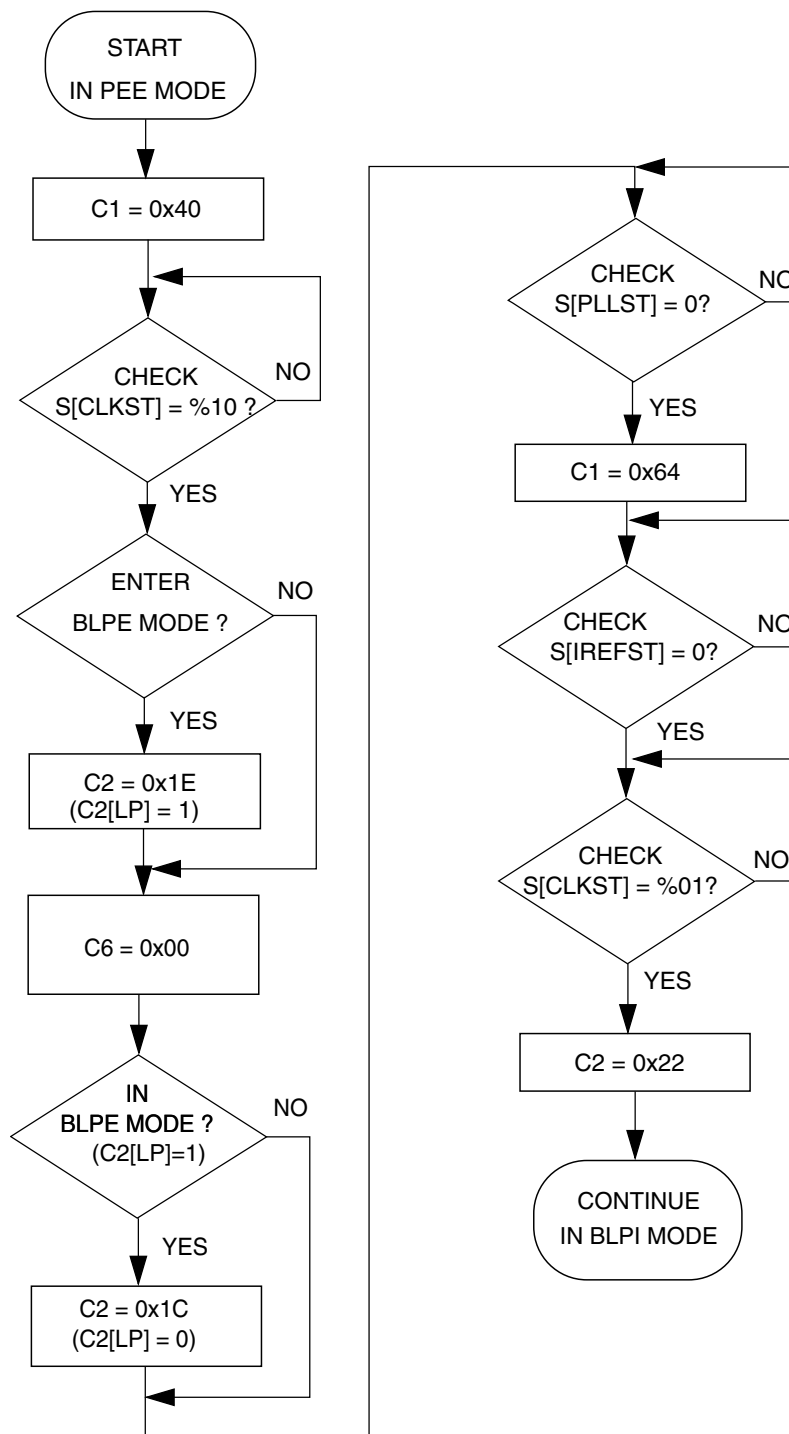 START
IN PEE MODE
C1 = 0x40
CHECK
S[CLKST] = %10 ?
NO
YES
ENTER
BLPE MODE ?
NO
YES
C2 = 0x1E
(C2[LP] = 1)
C6 = 0x00
IN
BLPE MODE ?
(C2[LP]=1)
NO
YES
C2 = 0x1C
(C2[LP] = 0)
CHECK
S[PLLST] = 0?
NO
YES
C1 = 0x64
CHECK
S[IREFST] = 0?
NO
YES
CHECK
S[CLKST] = %01?
NO
YES
C2 = 0x22
CONTINUE
IN BLPI MODE